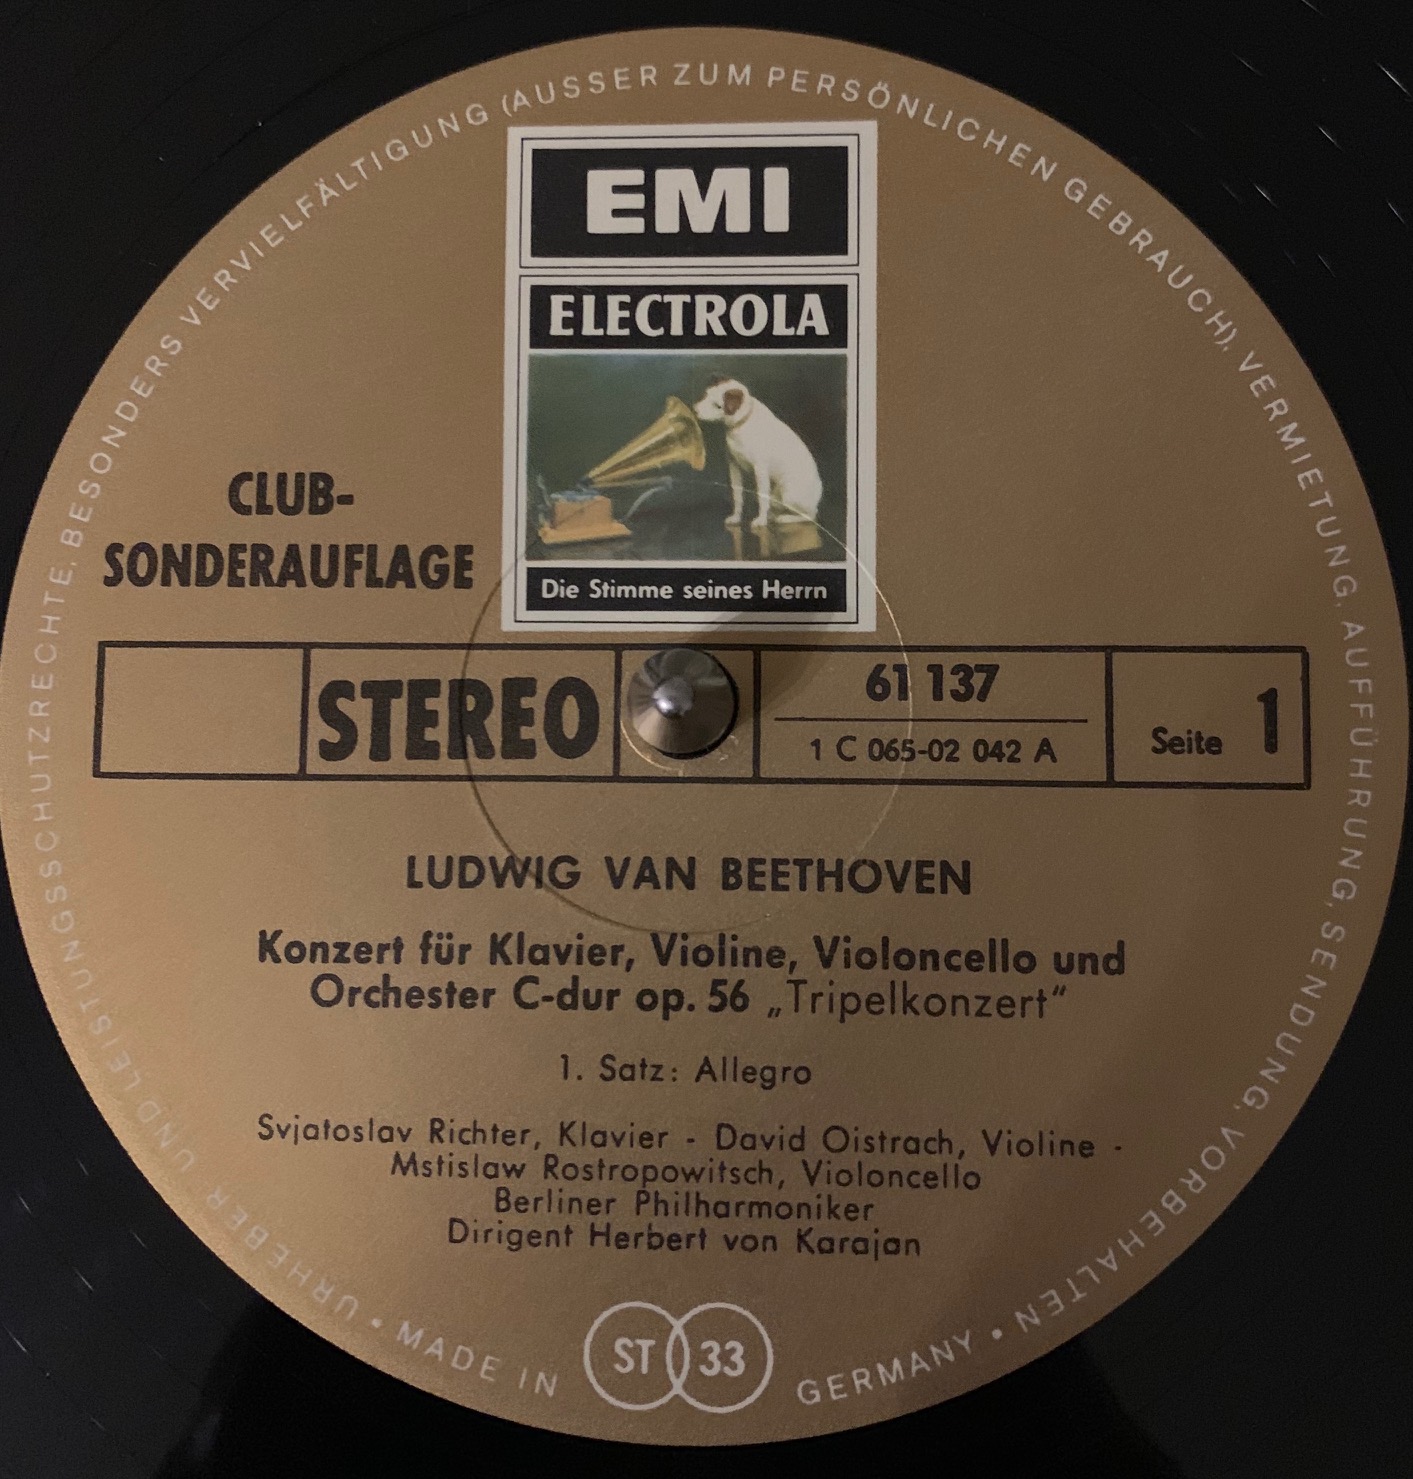 URHEBER UND LEISTUNGSSCHUTZRECHTE, BESONDERS VERVIELFÄLTIGUNG (AUSSER ZUM PERSÖNLICHEN GEBRAUCH), VERMIETUNG, AUFFÜHRUNG, SENDUNG, VORBEHALTEN
EMI
ELECTROLA
Die Stimme seines Herrn
CLUB-
SONDERAUFLAGE
STEREO
61 137
1 C 065-02 042 A
Seite 1
LUDWIG VAN BEETHOVEN
Konzert für Klavier, Violine, Violoncello und
Orchester C-dur op. 56 „Tripelkonzert“
1. Satz: Allegro
Svjatoslav Richter, Klavier - David Oistrach, Violine -
Mstislaw Rostropowitsch, Violoncello
Berliner Philharmoniker
Dirigent Herbert von Karajan
• MADE IN GERMANY •
ST 33